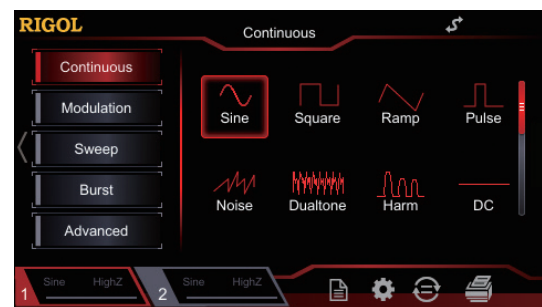 RIGOL
Continuous
Continuous
Modulation
Sweep
Burst
Advanced
Sine
Square
Ramp
Pulse
Noise
Dualtone
Harm
DC
1
Sine HighZ
2
Sine HighZ